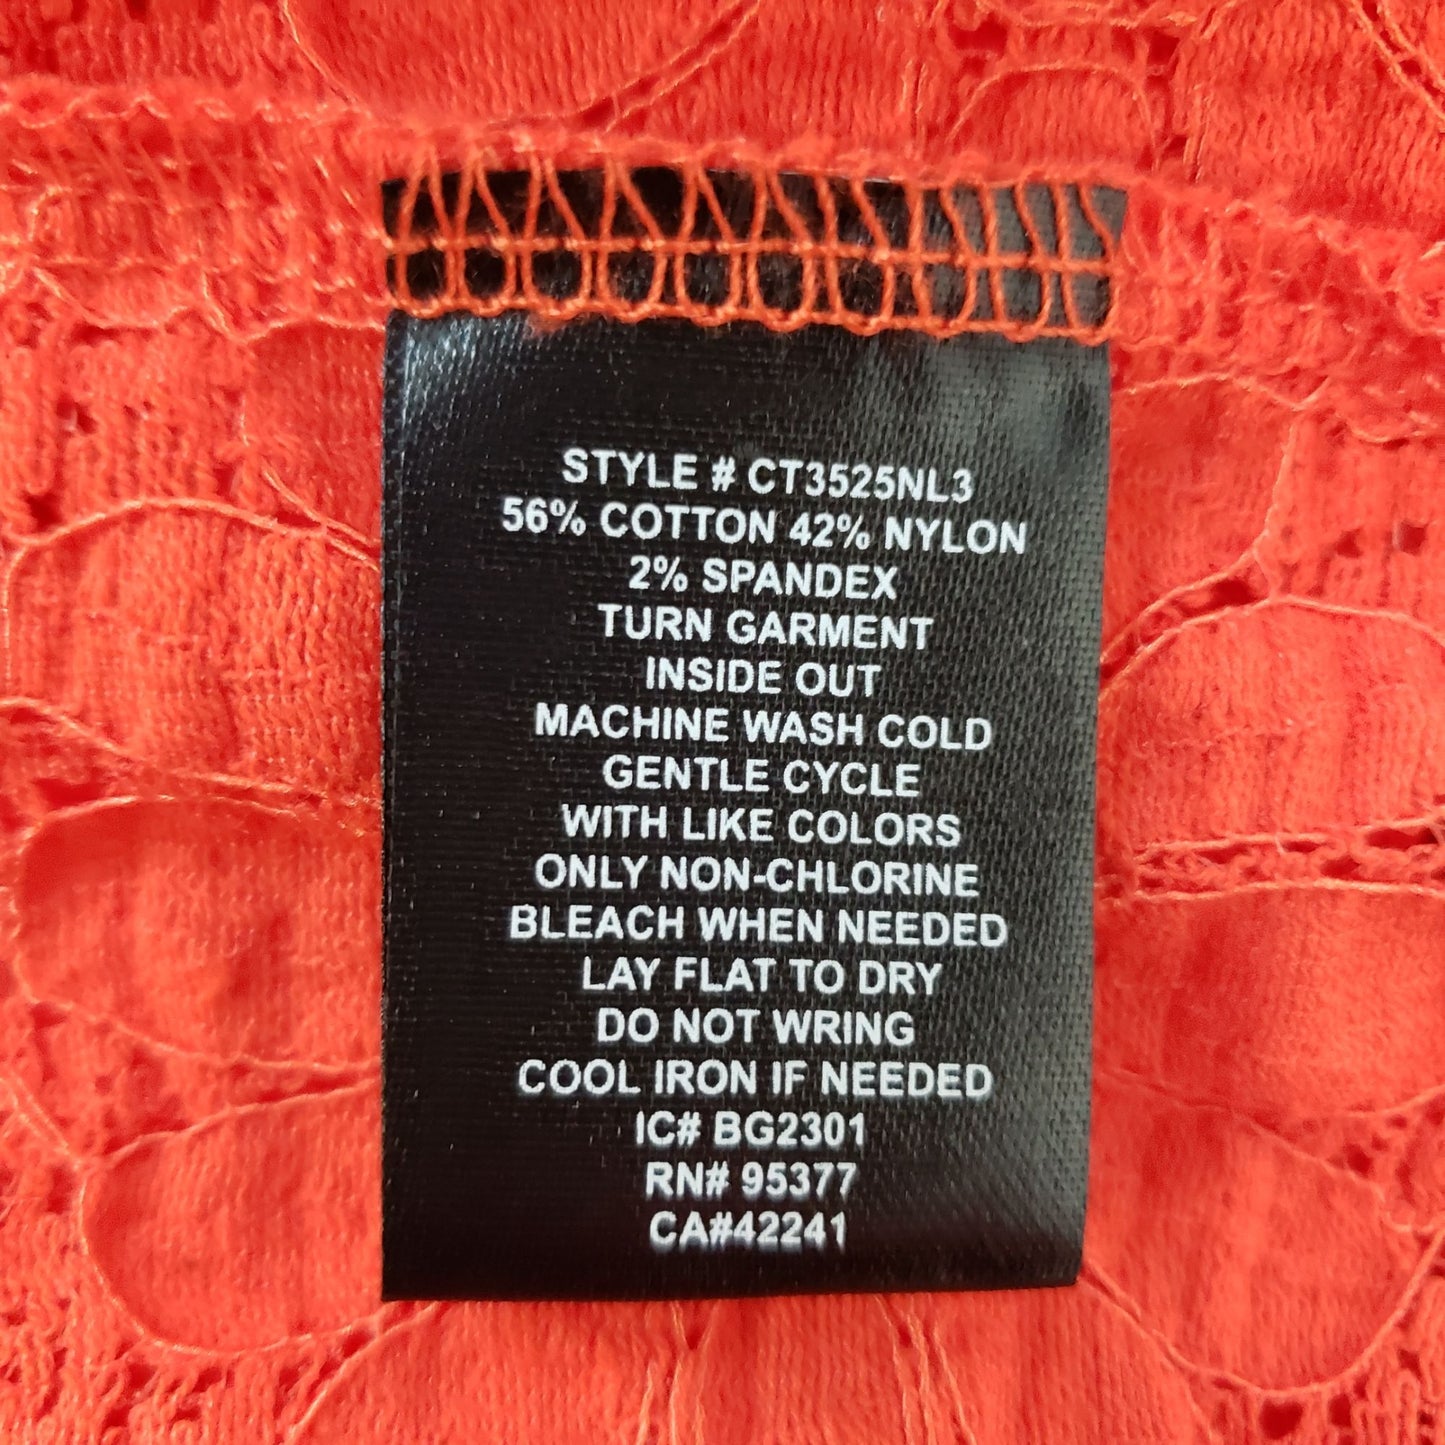 STYLE # CT3525NL3
56% COTTON 42% NYLON
2% SPANDEX
TURN GARMENT
INSIDE OUT
MACHINE WASH COLD
GENTLE CYCLE
WITH LIKE COLORS
ONLY NON-CHLORINE
BLEACH WHEN NEEDED
LAY FLAT TO DRY
DO NOT WRING
COOL IRON IF NEEDED
IC# BG2301
RN# 95377
CA#42241